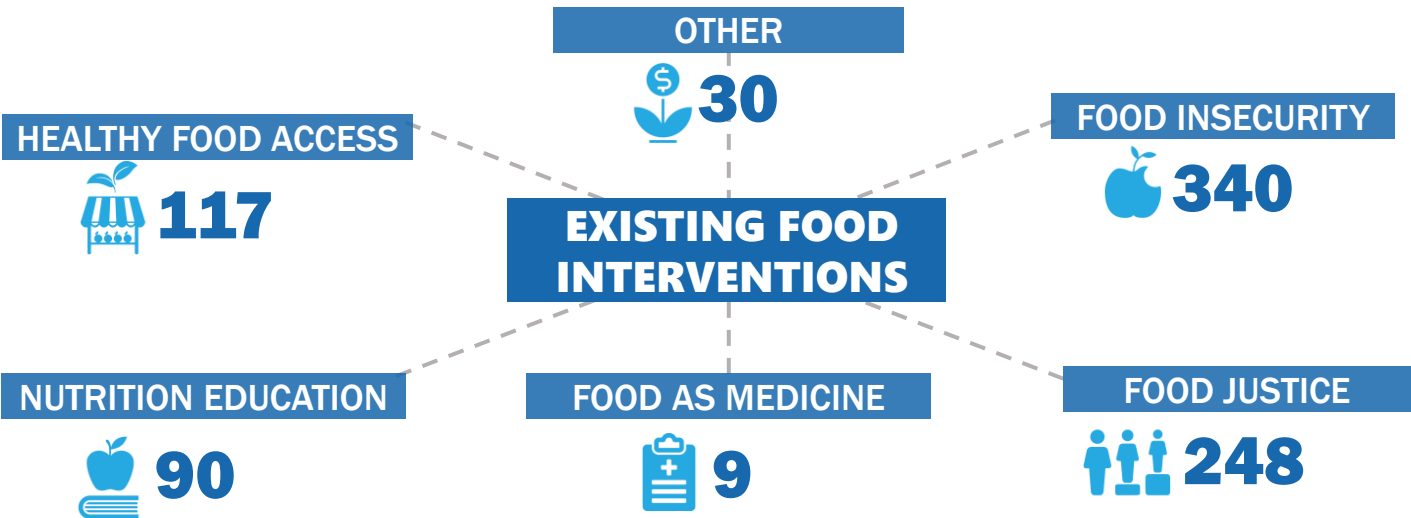 OTHER
30
HEALTHY FOOD ACCESS
117
FOOD INSECURITY
340
EXISTING FOOD
INTERVENTIONS
NUTRITION EDUCATION
90
FOOD AS MEDICINE
9
FOOD JUSTICE
248